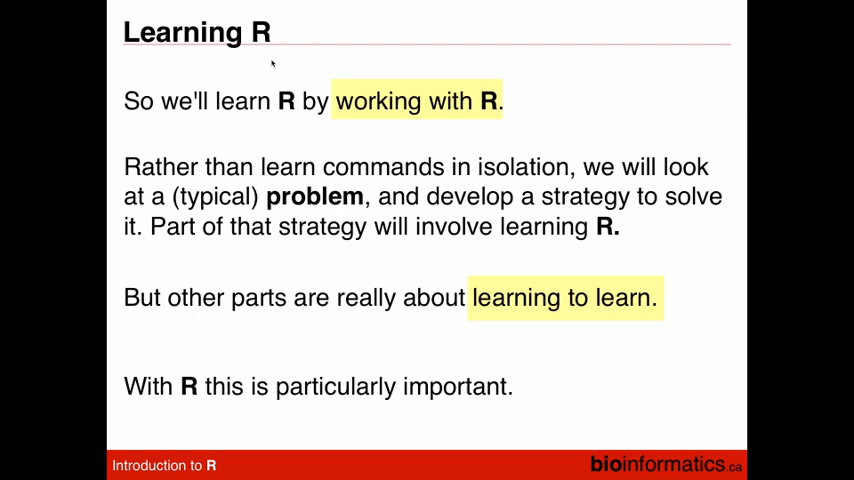 Learning R
So we'll learn R by working with R.
Rather than learn commands in isolation, we will look
at a (typical) problem, and develop a strategy to solve
it. Part of that strategy will involve learning R.
But other parts are really about learning to learn.
With R this is particularly important.
Introduction to R
bioinformatics.ca